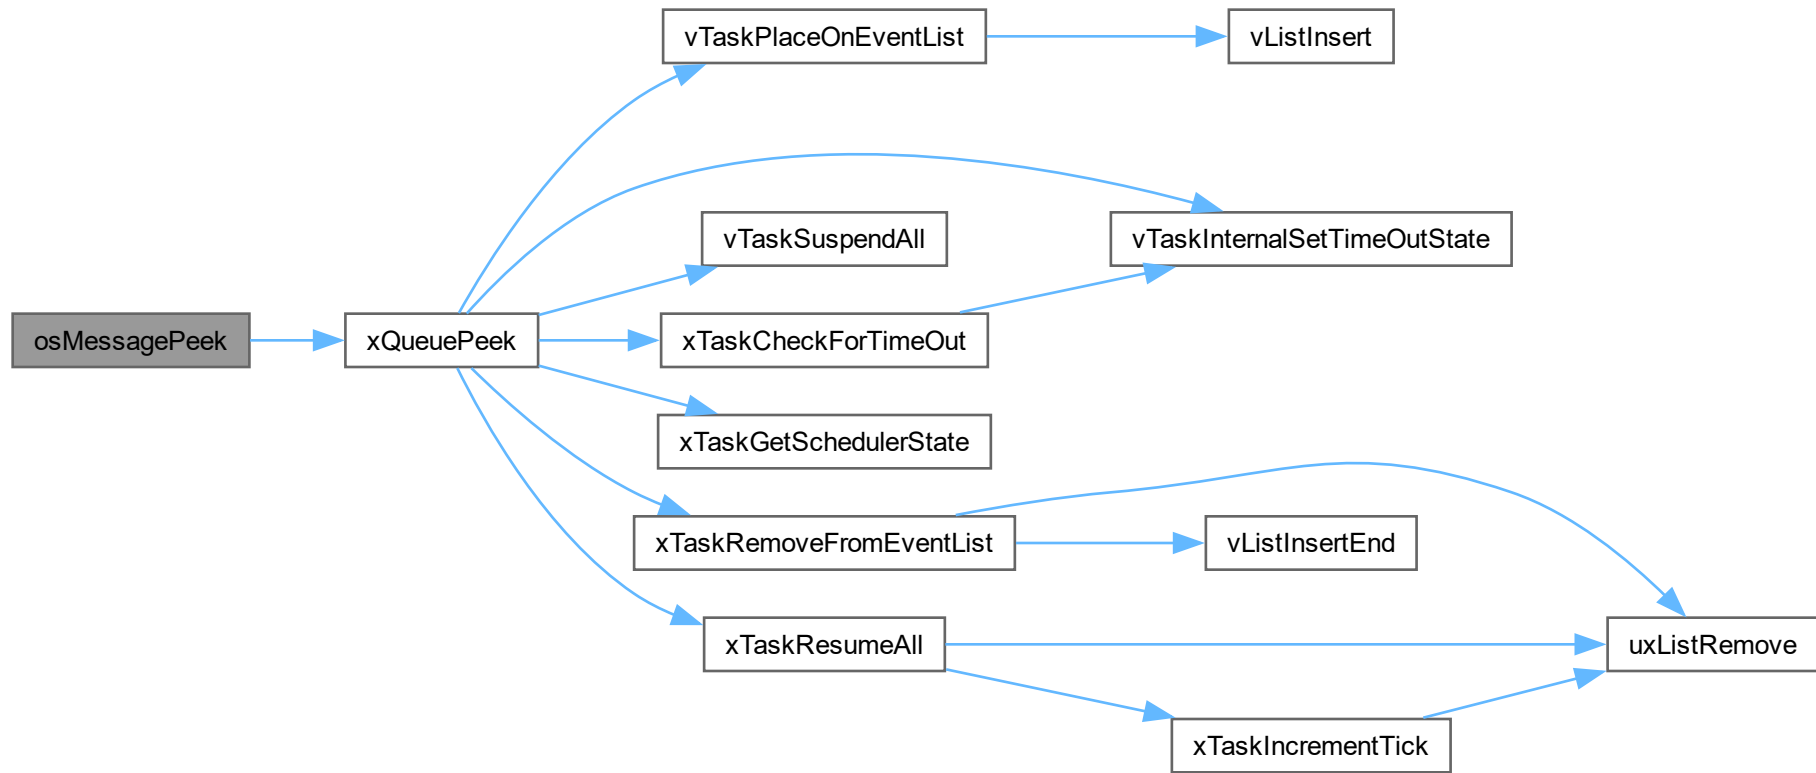 vTaskPlaceOnEventList
vListInsert
vTaskSuspendAll
vTaskInternalSetTimeOutState
osMessagePeek
xQueuePeek
xTaskCheckForTimeOut
xTaskGetSchedulerState
xTaskRemoveFromEventList
vListInsertEnd
xTaskResumeAll
uxListRemove
xTaskIncrementTick